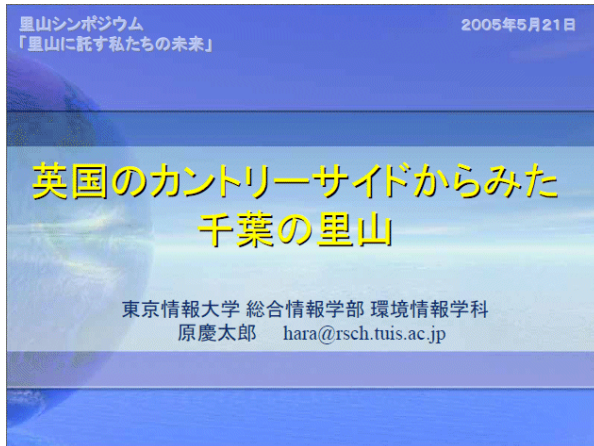 里山シンポジウム
「里山に託す私たちの未来」
2005年5月21日
英国のカントリーサイドからみた
千葉の里山
東京情報大学 総合情報学部 環境情報学科
原慶太郎 hara@rsch.tuis.ac.jp